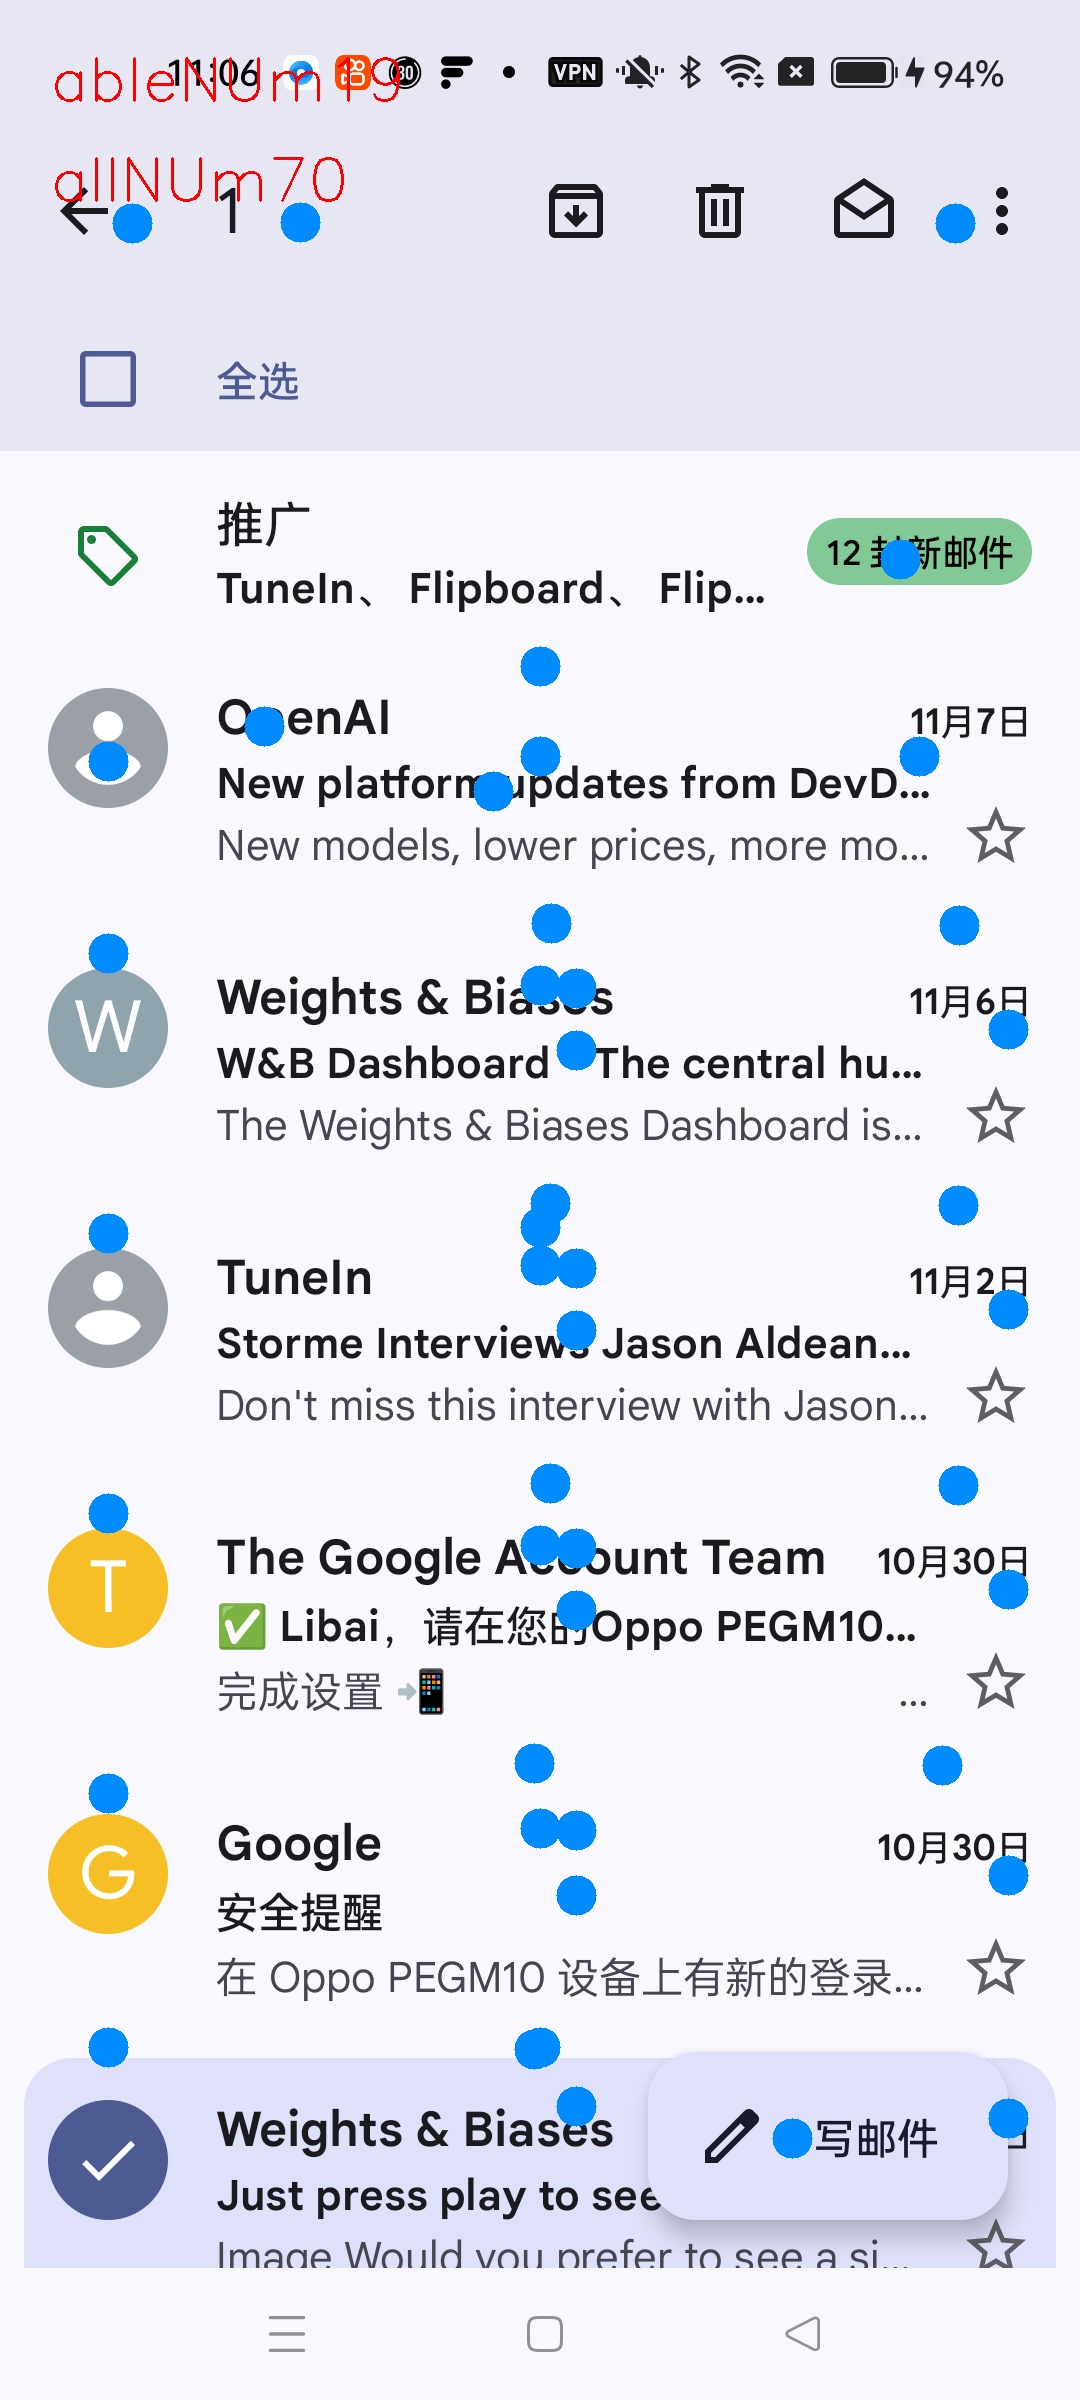 ableNUm19
11:06
30
VPN
94%
allNUm70
1
全选
推广
12 封新邮件
TuneIn、 Flipboard、 Flip...
OpenAI
11月7日
New platform updates from DevD...
New models, lower prices, more mo...
W
Weights & Biases
11月6日
W&B Dashboard The central hu...
The Weights & Biases Dashboard is...
TuneIn
11月2日
Storme Interviews Jason Aldean...
Don't miss this interview with Jason...
T
The Google Account Team
10月30日
✅ Libai，请在您的Oppo PEGM10...
完成设置 📲 ...
G
Google
10月30日
安全提醒
在 Oppo PEGM10 设备上有新的登录...
Weights & Biases
写邮件
Just press play to see
Image Would you prefer to see a si...